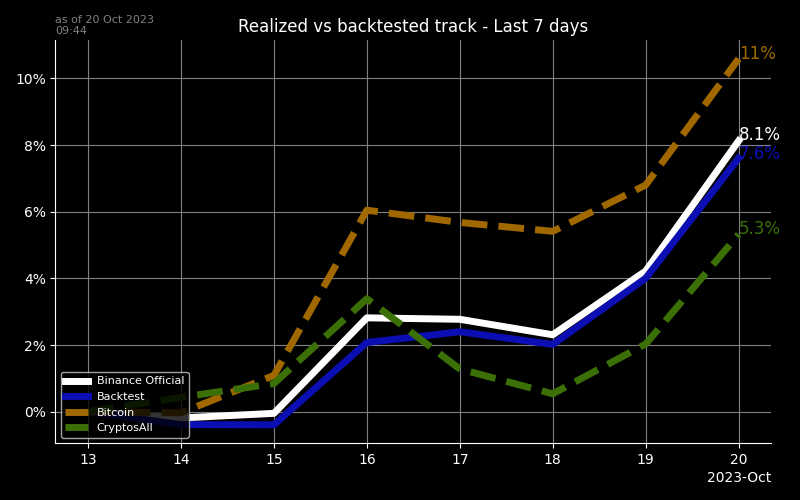 as of 20 Oct 2023
09:44
Realized vs backtested track - Last 7 days
11%
10%
8.1%
7.6%
8%
6%
5.3%
4%
2%
0%
Binance Official
Backtest
Bitcoin
CryptosAll
13 14 15 16 17 18 19 20
2023-Oct